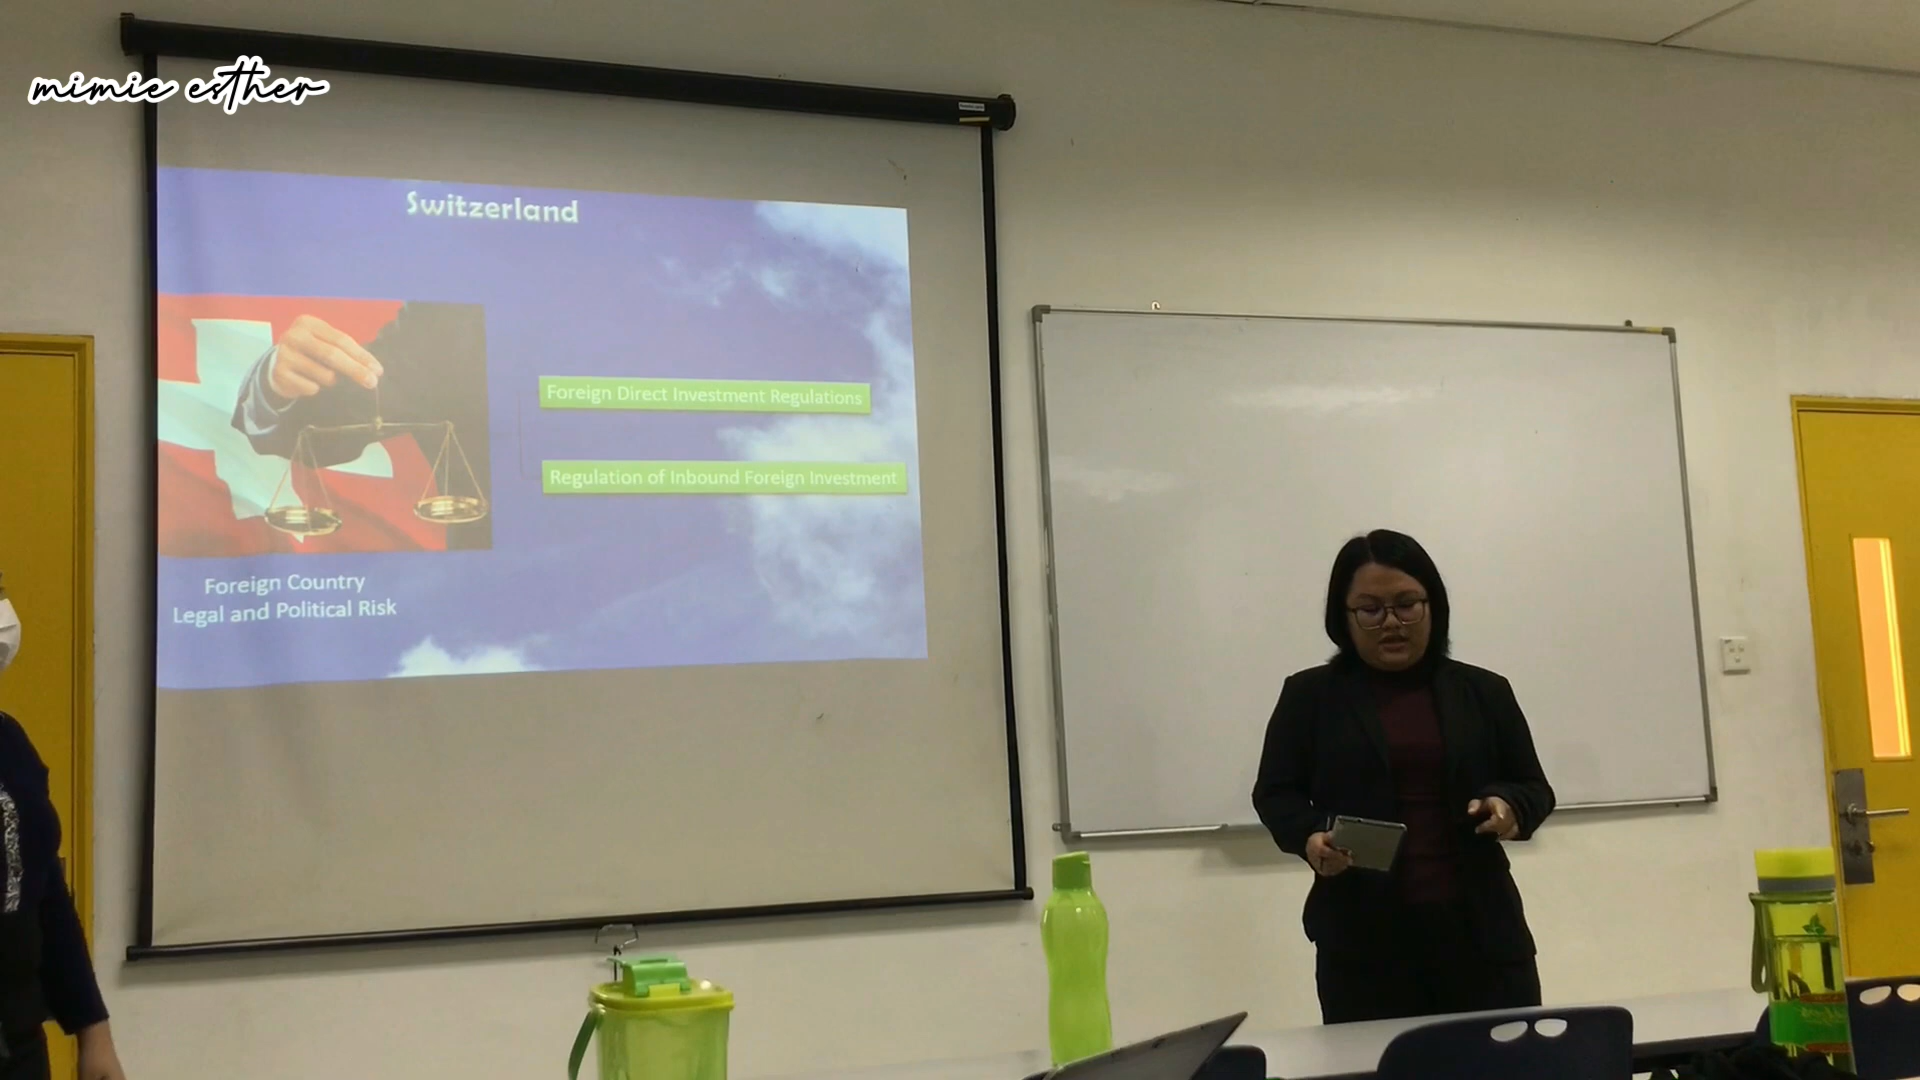 mimie esther
Switzerland
Foreign Direct Investment Regulations
Regulation of Inbound Foreign Investment
Foreign Country
Legal and Political Risk